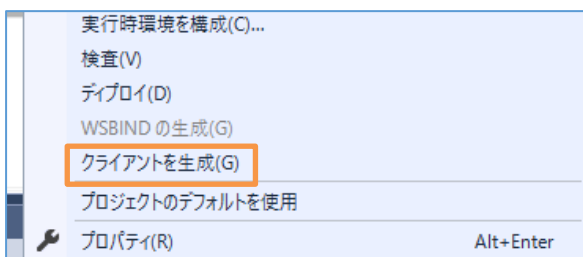 実行時環境を構成(C)...
検査(V)
ディプロイ(D)
WSBIND の生成(G)
クライアントを生成(G)
プロジェクトのデフォルトを使用
プロパティ(R) Alt+Enter